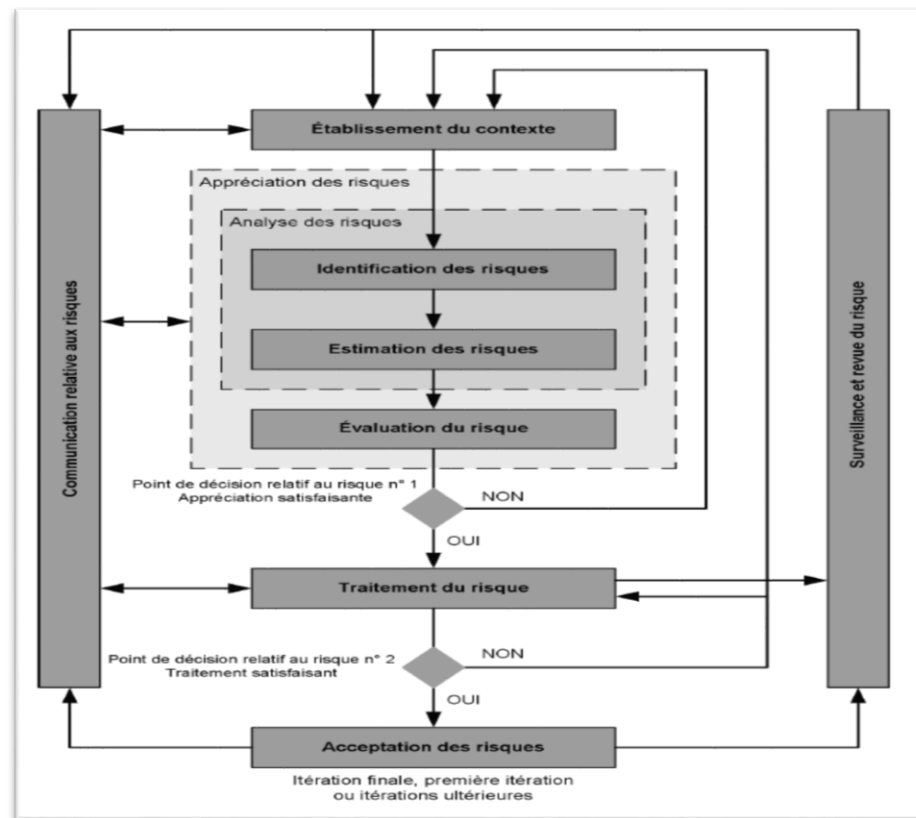 Établissement du contexte
Appréciation des risques
Analyse des risques
Identification des risques
Estimation des risques
Évaluation du risque
Point de décision relatif au risque n° 1
Appréciation satisfaisante
NON
OUI
Traitement du risque
Point de décision relatif au risque n° 2
Traitement satisfaisant
NON
OUI
Acceptation des risques
Itération finale, première itération
ou itérations ultérieures
Communication relative aux risques
Surveillance et revue du risque